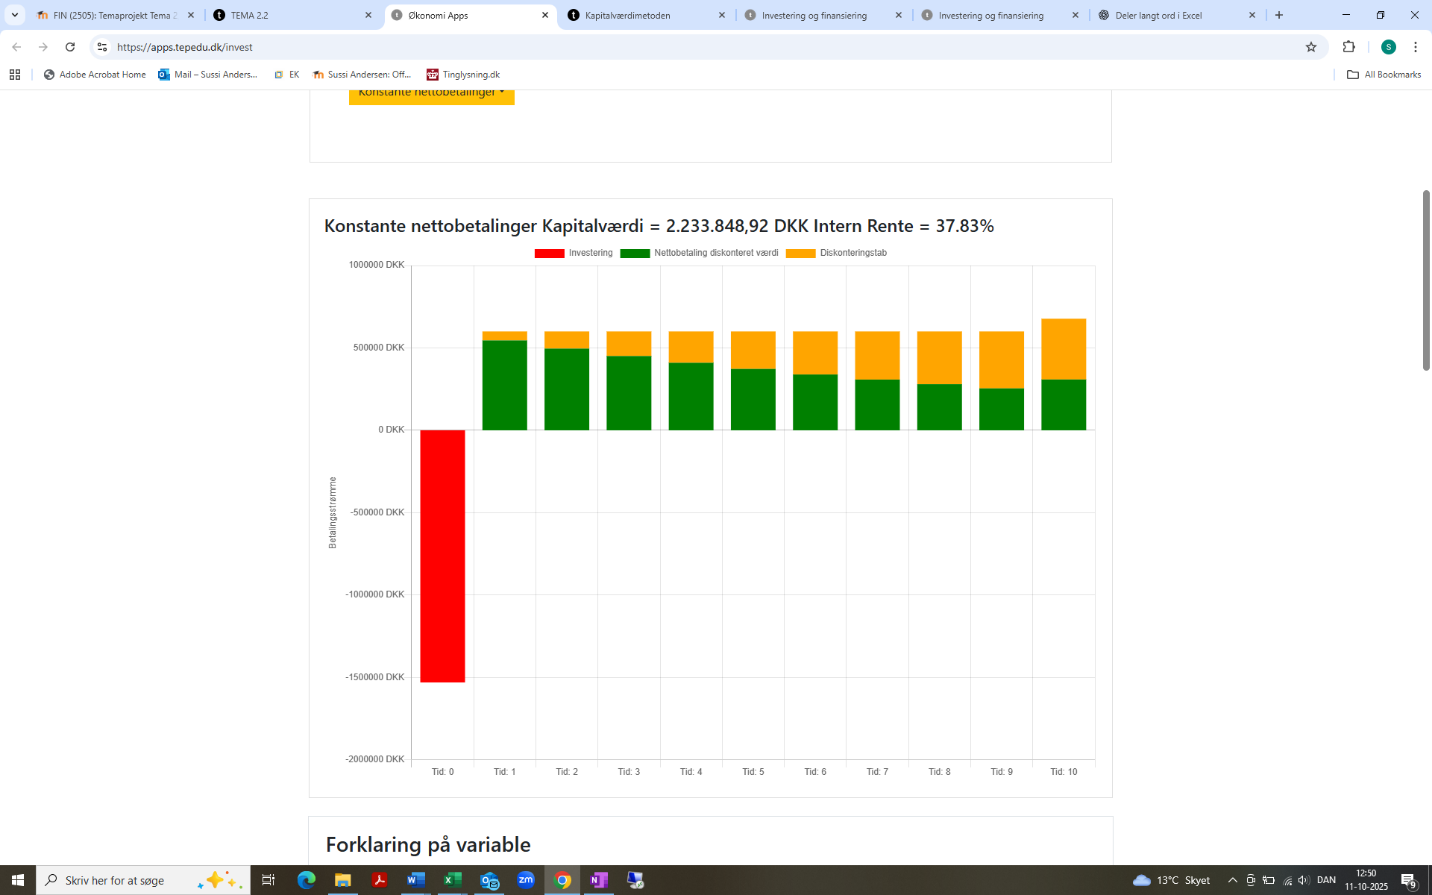 FIN (2505): Temaprojekt Tema 2
TEMA 2.2
Økonomi Apps
Kapitalværdimetoden
Investering og finansiering
Investering og finansiering
Deler langt ord i Excel
https://apps.tepedu.dk/invest
S
Adobe Acrobat Home
Mail – Sussi Anders...
EK
Sussi Andersen: Off...
Tinglysning.dk
All Bookmarks
Konstante nettobetalinger
Konstante nettobetalinger Kapitalværdi = 2.233.848,92 DKK Intern Rente = 37.83%
Investering
Nettobetaling diskonteret værdi
Diskonteringstab
1000000 DKK
500000 DKK
0 DKK
-500000 DKK
-1000000 DKK
-1500000 DKK
-2000000 DKK
Betalingsstrømme
Tid: 0
Tid: 1
Tid: 2
Tid: 3
Tid: 4
Tid: 5
Tid: 6
Tid: 7
Tid: 8
Tid: 9
Tid: 10
Forklaring på variable
Skriv her for at søge
zm
13°C Skyet
DAN
12:50
11-10-2025
9